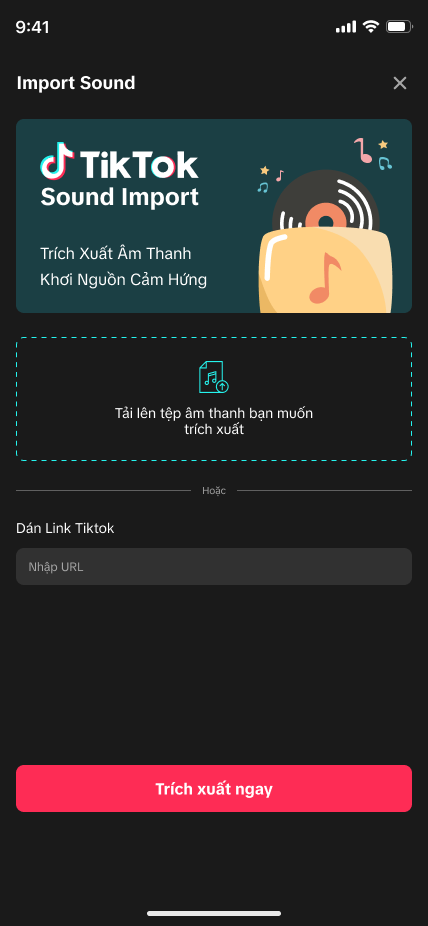 9:41
Import Sound
TikTok
Sound Import
Trích Xuất Âm Thanh
Khơi Nguồn Cảm Hứng
Tải lên tệp âm thanh bạn muốn
trích xuất
Hoặc
Dán Link Tiktok
Nhập URL
Trích xuất ngay